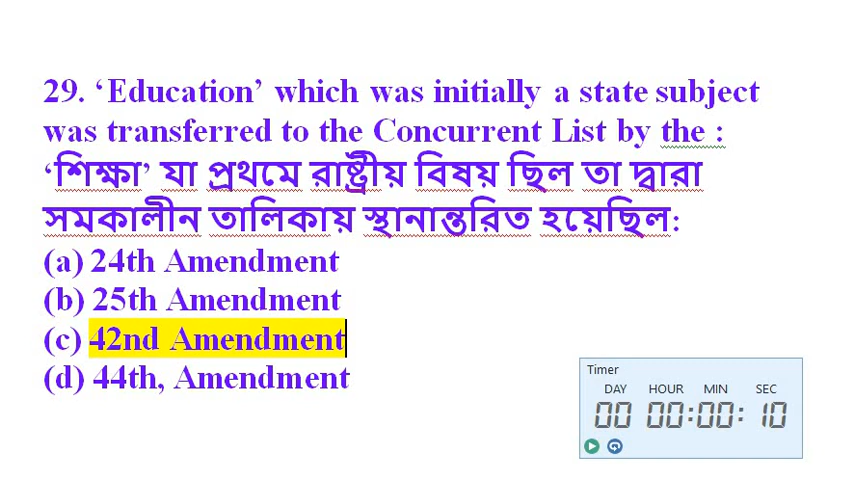 29. ‘Education’ which was initially a state subject
was transferred to the Concurrent List by the :
‘শিক্ষা’ যা প্রথমে রাষ্ট্রীয় বিষয় ছিল তা দ্বারা
সমকালীন তালিকায় স্থানান্তরিত হয়েছিল:
(a) 24th Amendment
(b) 25th Amendment
(c) 42nd Amendment
(d) 44th, Amendment
Timer
DAY HOUR MIN SEC
00 00:00: 10